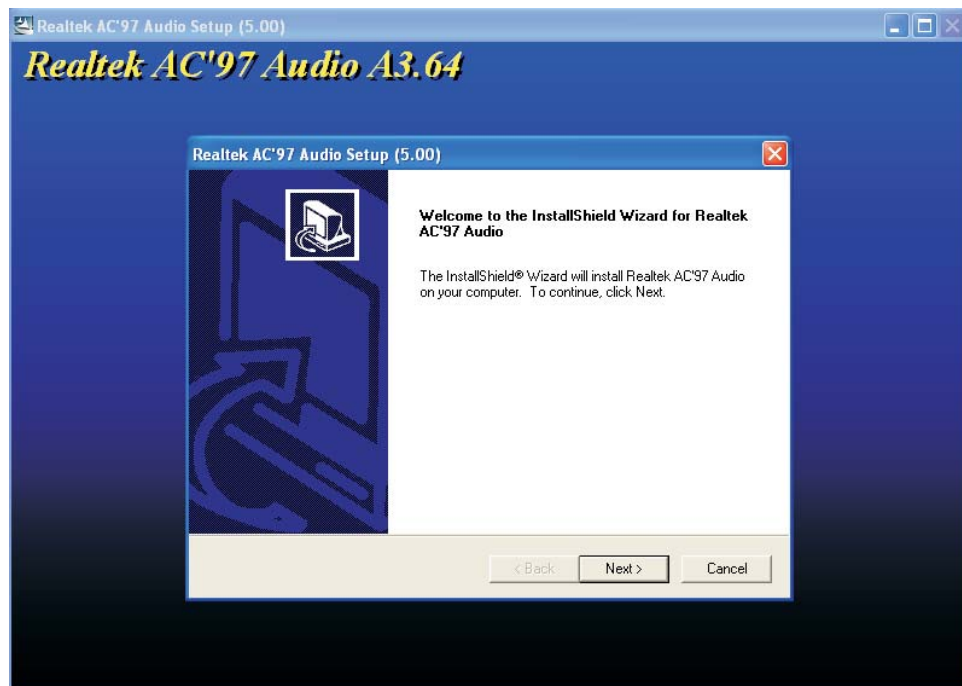 Realtek AC'97 Audio Setup (5.00)
Realtek AC'97 Audio A3.64
Realtek AC'97 Audio Setup (5.00)
Welcome to the InstallShield Wizard for Realtek
AC'97 Audio
The InstallShield® Wizard will install Realtek AC'97 Audio
on your computer. To continue, click Next.
< Back
Next >
Cancel